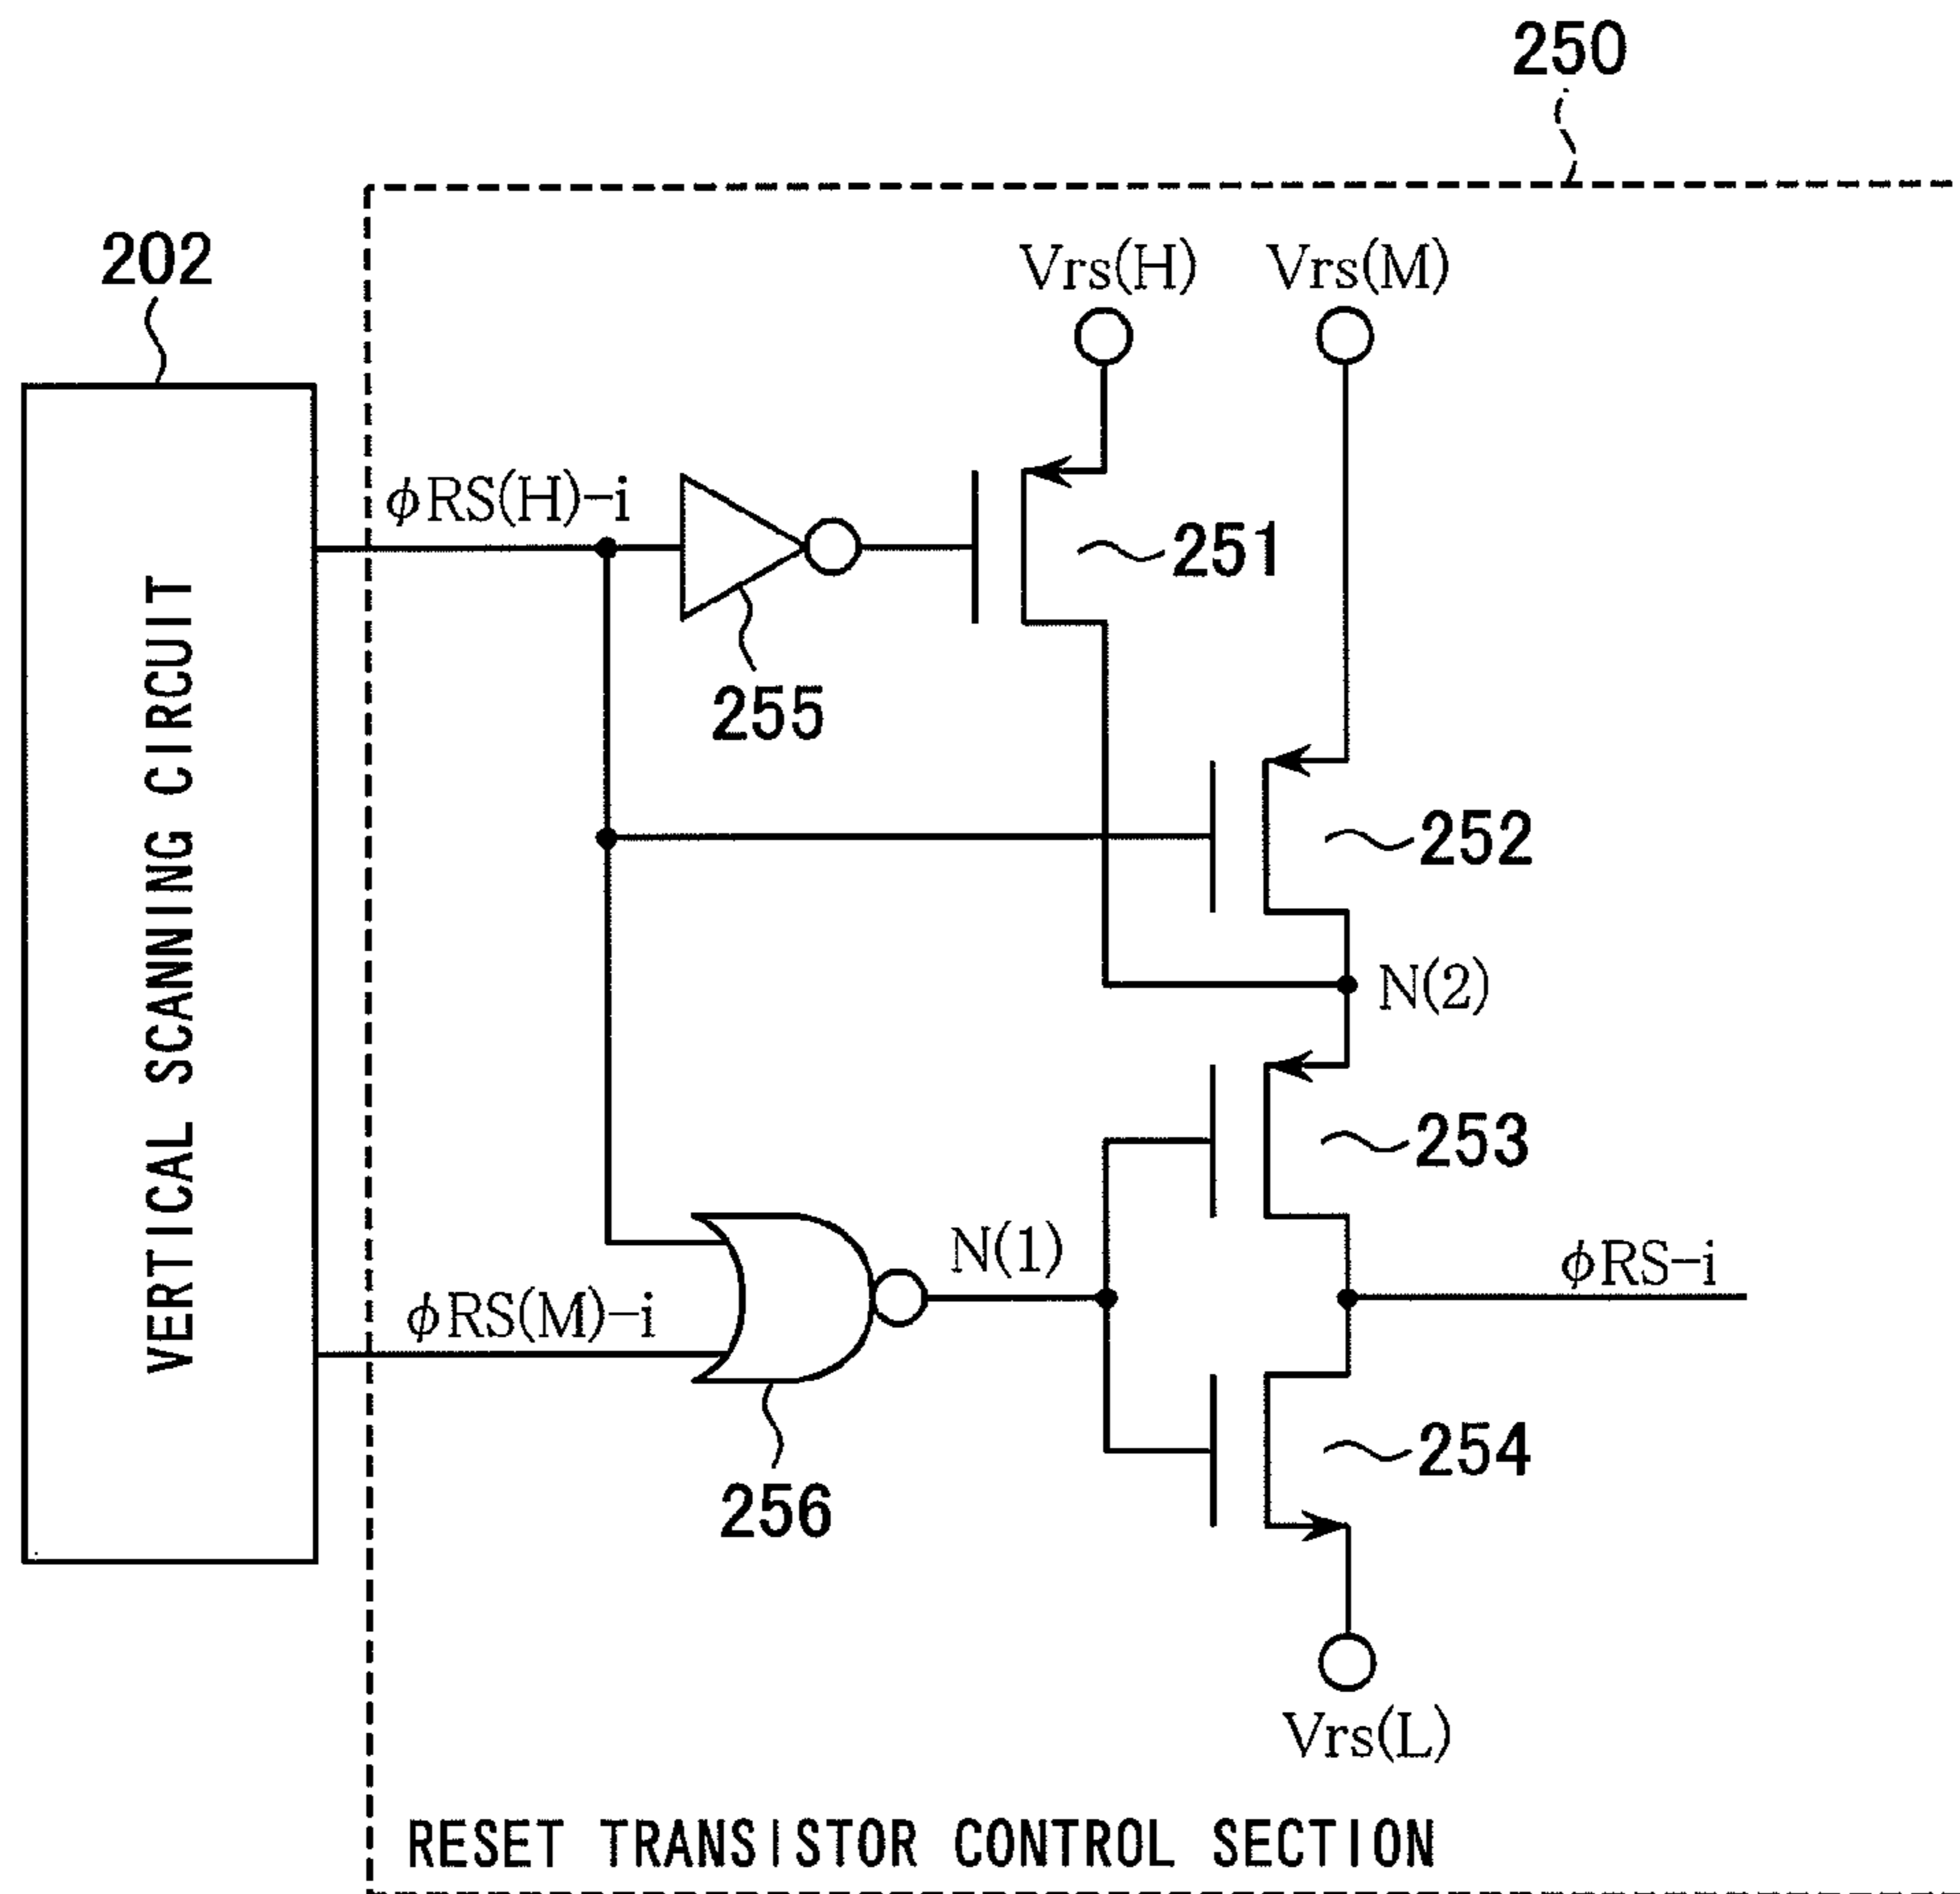 250
202
Vrs(H)
Vrs(M)
ϕRS(H)-i
251
255
VERTICAL SCANNING CIRCUIT
252
N(2)
253
N(1)
ϕRS-i
ϕRS(M)-i
254
256
Vrs(L)
RESET TRANSISTOR CONTROL SECTION